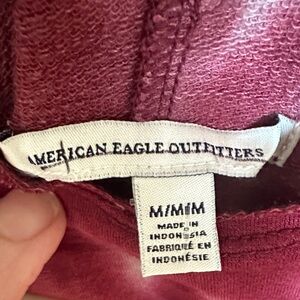 AMERICAN EAGLE OUTFITTERS
M/M/M
MADE IN
INDONESIA
FABRIQUÉ EN
INDONÉSIE